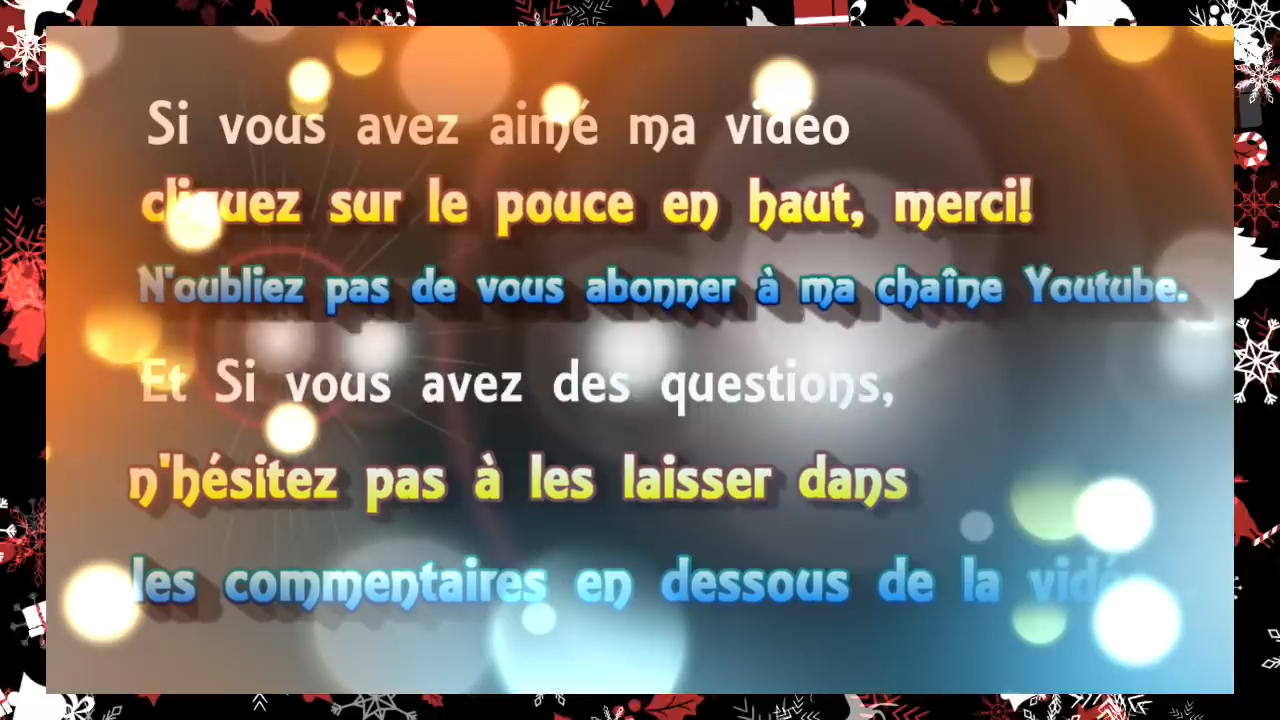 Si vous avez aimé ma vidéo
cliquez sur le pouce en haut, merci!
N'oubliez pas de vous abonner à ma chaîne Youtube.
Et Si vous avez des questions,
n'hésitez pas à les laisser dans
les commentaires en dessous de la